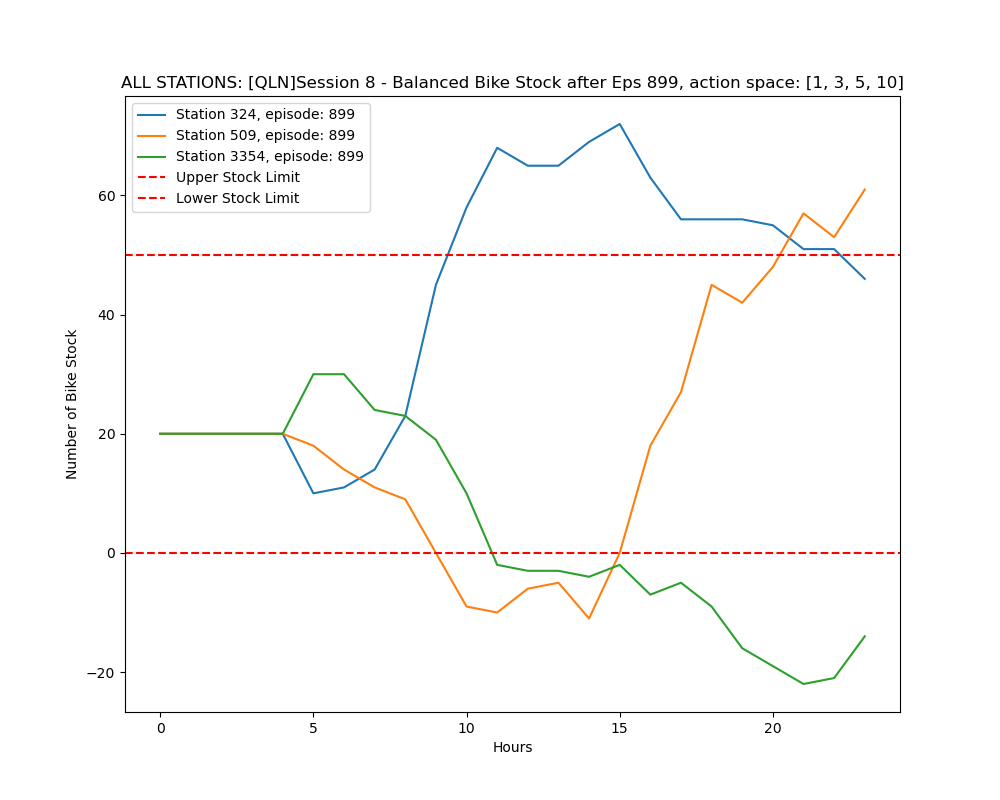 ALL STATIONS: [QLN]Session 8 - Balanced Bike Stock after Eps 899, action space: [1, 3, 5, 10]
Station 324, episode: 899
Station 509, episode: 899
Station 3354, episode: 899
Upper Stock Limit
Lower Stock Limit
Number of Bike Stock
60
40
20
0
−20
0 5 10 15 20
Hours